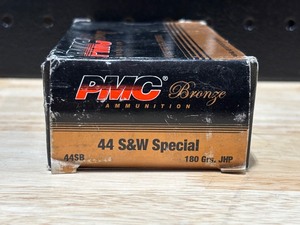 PMC Bronze
AMMUNITION
44 S&W Special
44SB 180 Grs. JHP